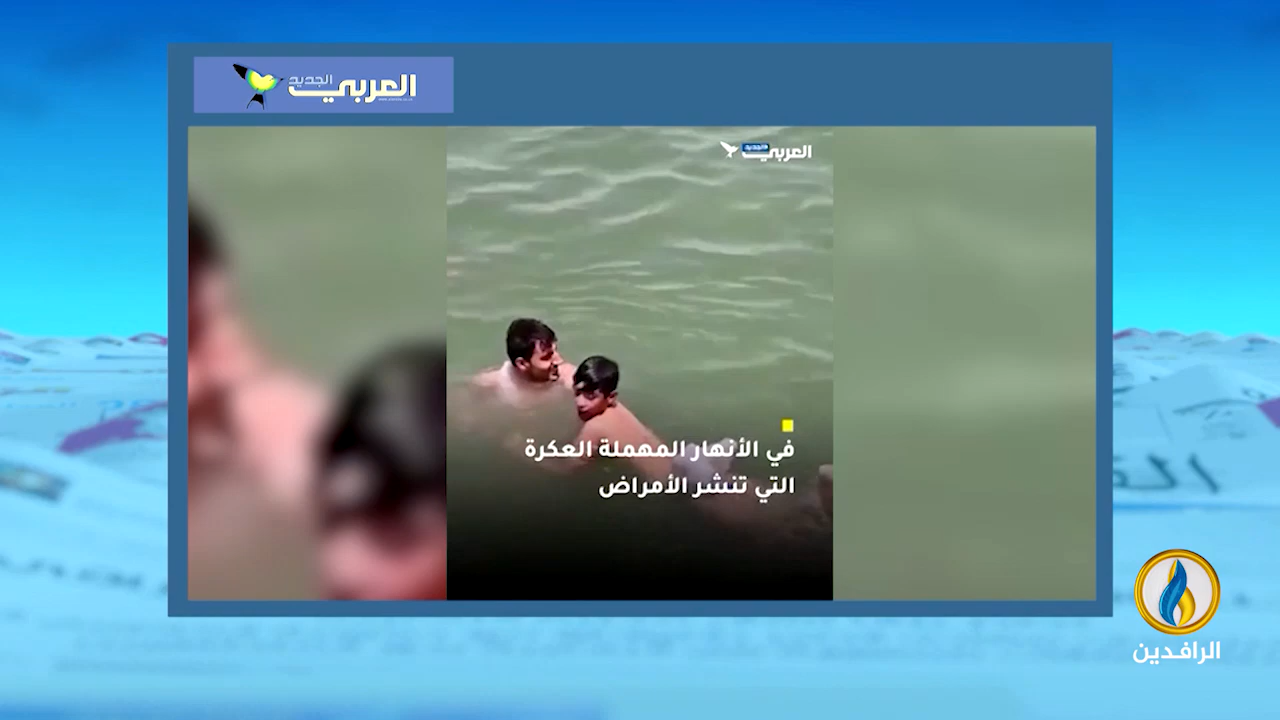 العربي الجديد
العربي الجديد
في الأنهار المهملة العكرة
التي تنشر الأمراض
الرافدين